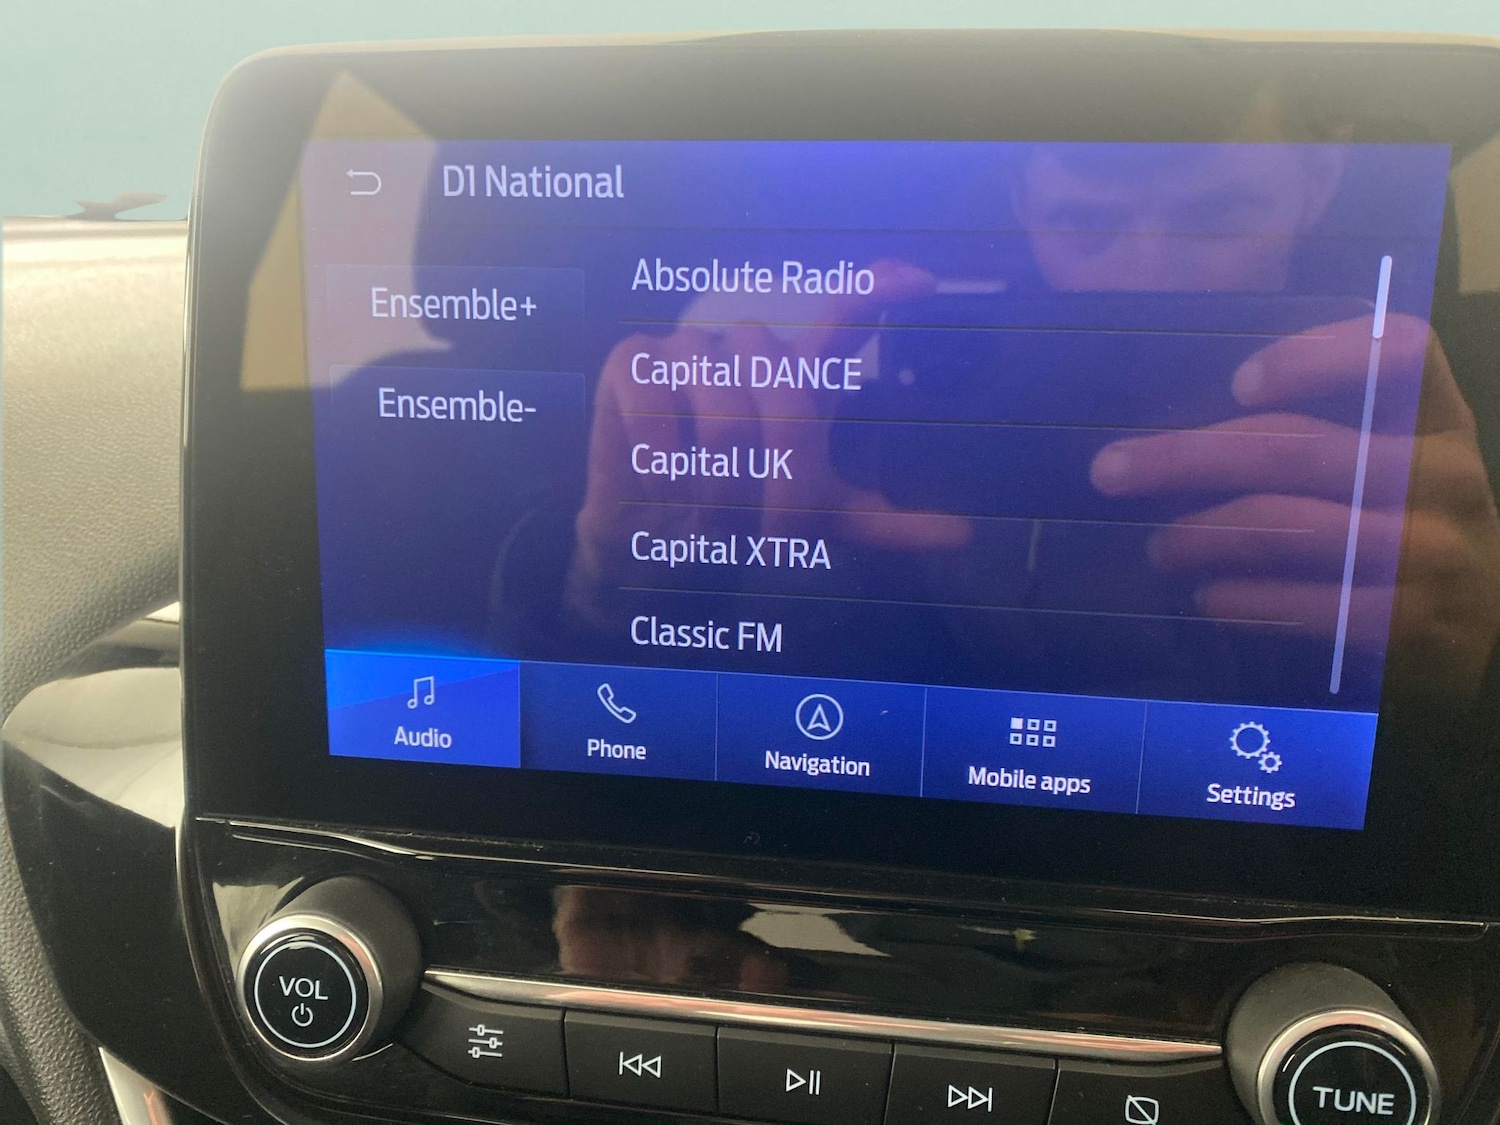 D1 National
Ensemble+
Ensemble-
Absolute Radio
Capital DANCE
Capital UK
Capital XTRA
Classic FM
Audio
Phone
Navigation
Mobile apps
Settings
VOL
TUNE